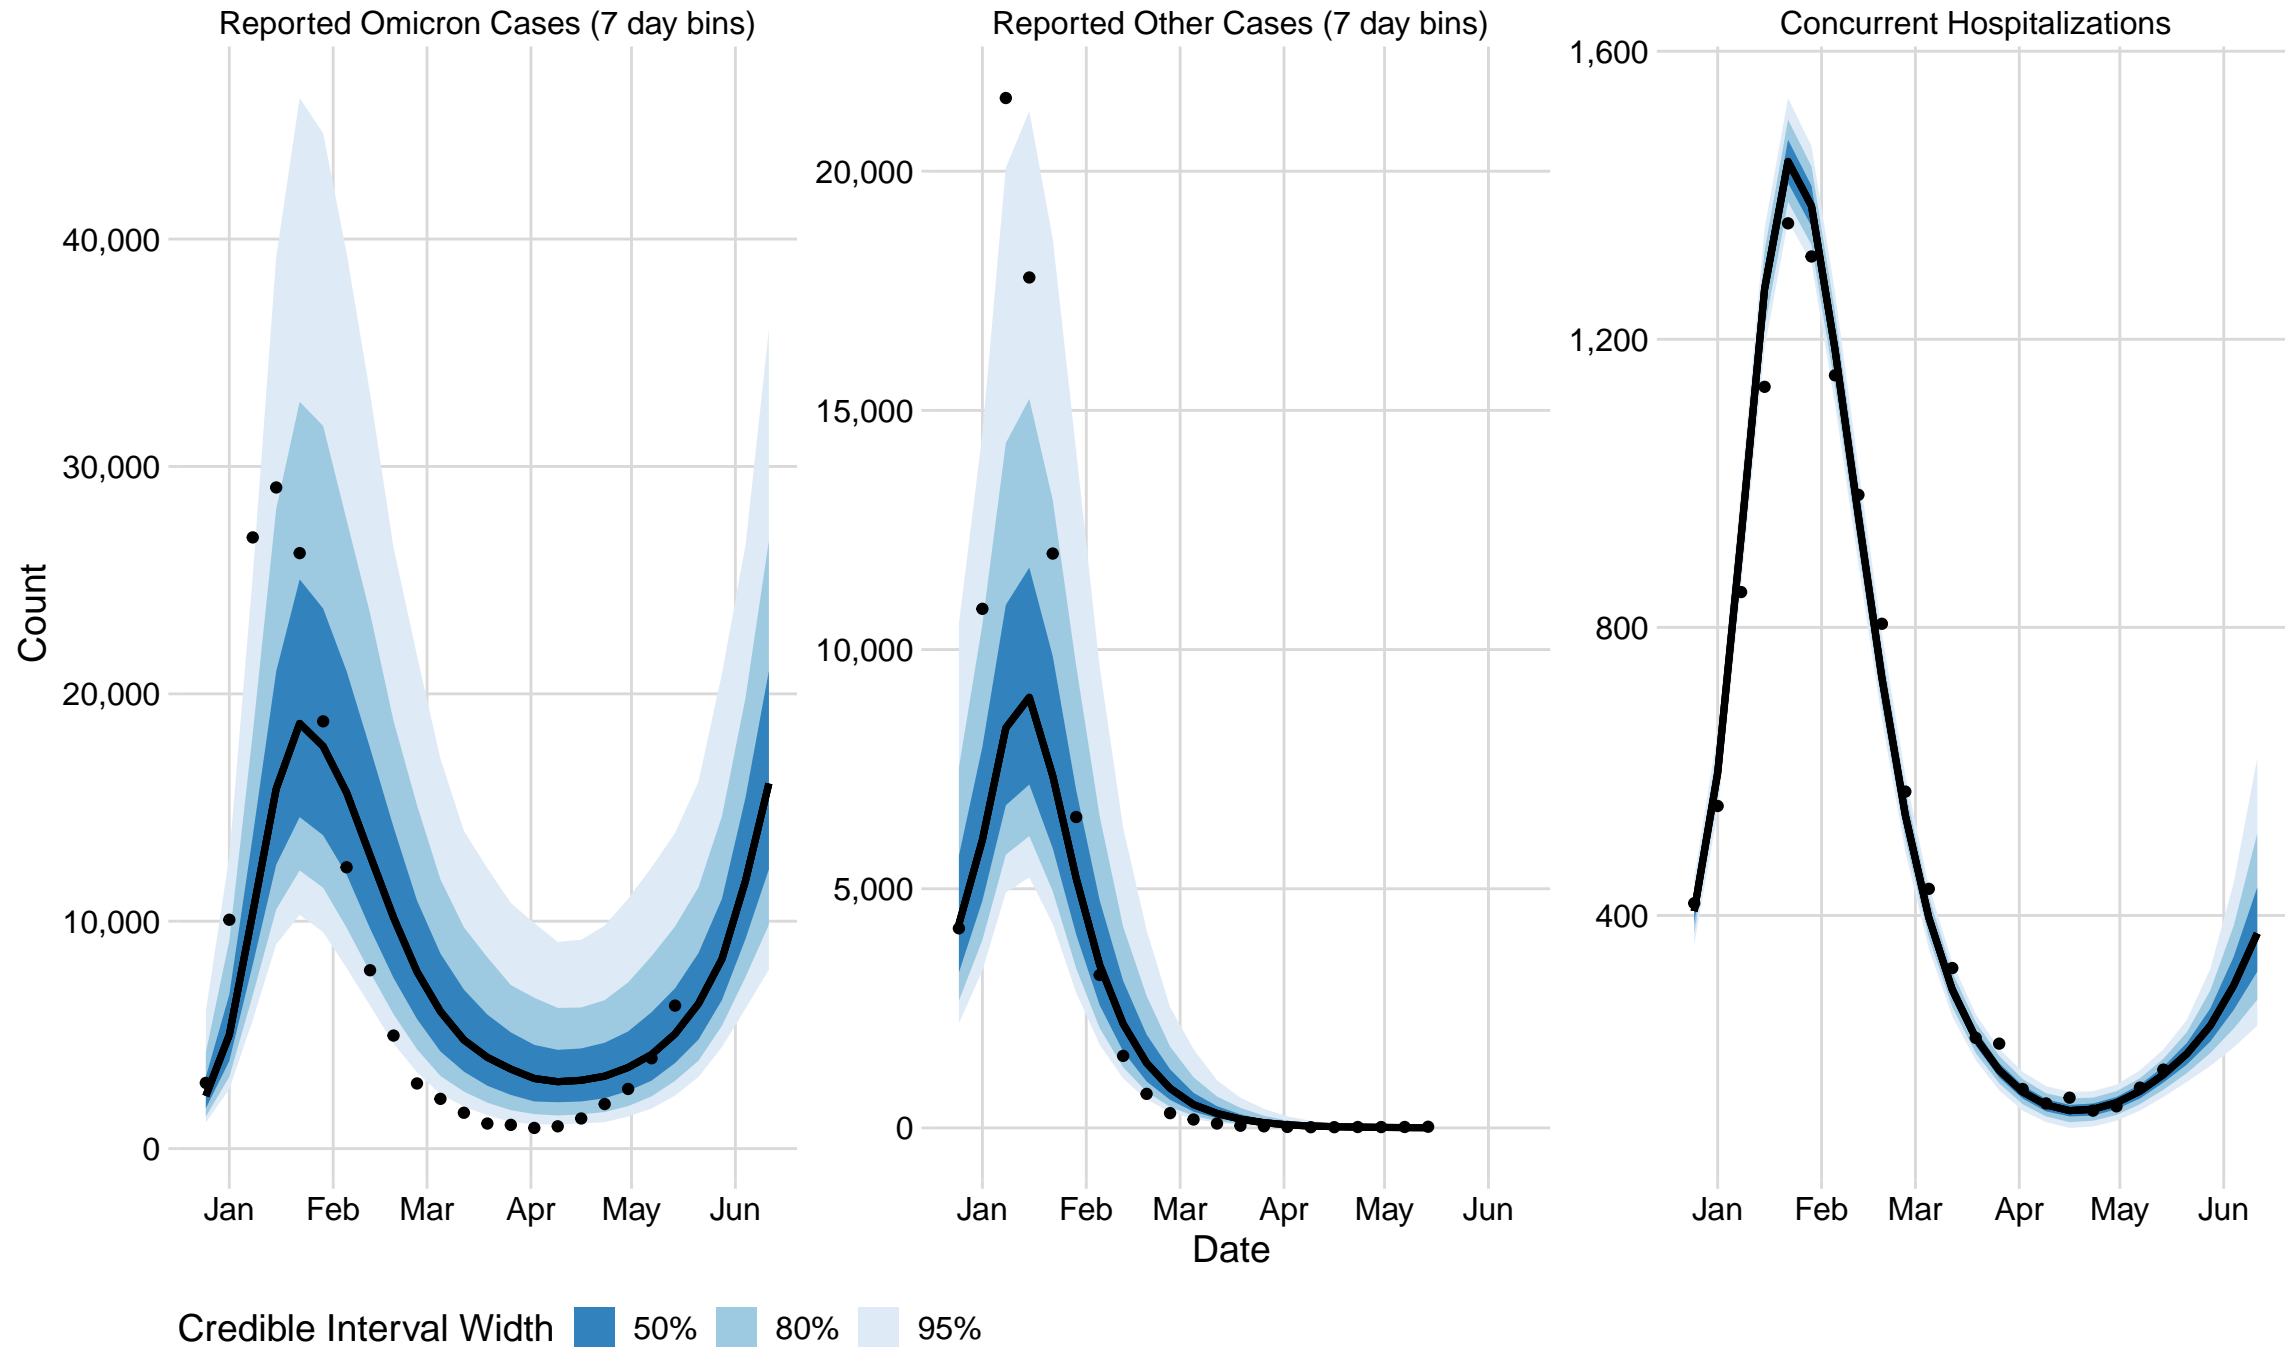 Reported Omicron Cases (7 day bins)
Reported Other Cases (7 day bins)
Concurrent Hospitalizations
Count
40,000
30,000
20,000
10,000
0
20,000
15,000
10,000
5,000
0
1,600
1,200
800
400
Jan Feb Mar Apr May Jun
Jan Feb Mar Apr May Jun
Jan Feb Mar Apr May Jun
Date
Credible Interval Width 50% 80% 95%